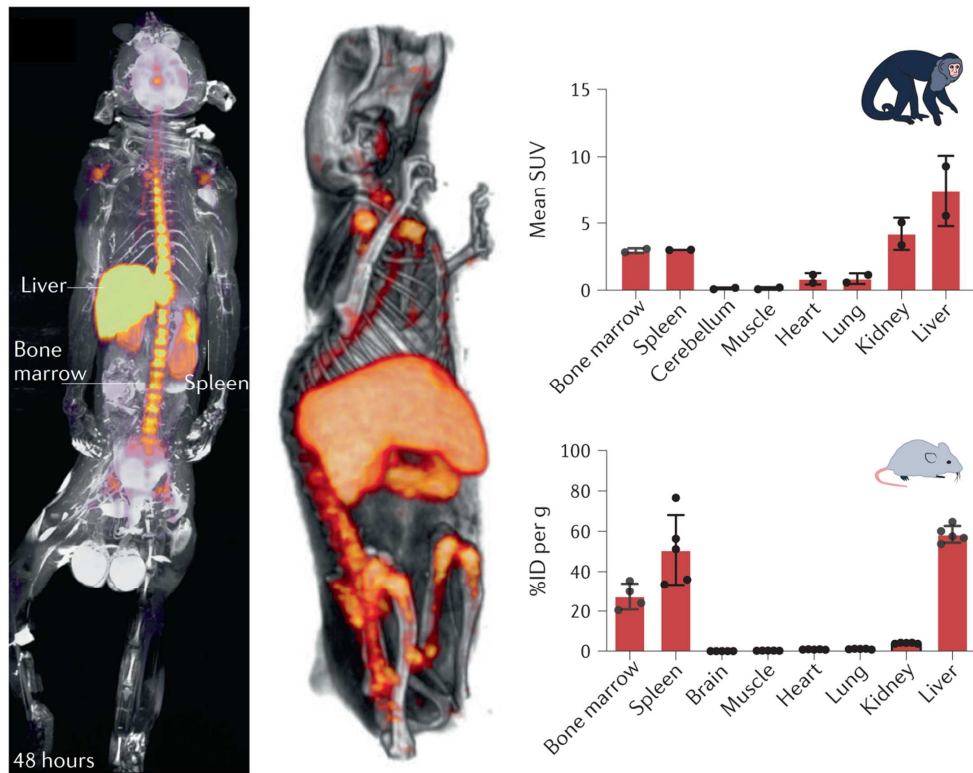 Liver
Bone
marrow
Spleen
48 hours
Mean SUV
15
10
5
0
Bone marrow
Spleen
Cerebellum
Muscle
Heart
Lung
Kidney
Liver
%ID per g
100
80
60
40
20
0
Bone marrow
Spleen
Brain
Muscle
Heart
Lung
Kidney
Liver